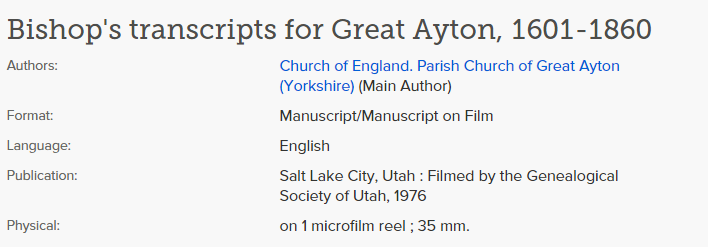 Bishop's transcripts for Great Ayton, 1601-1860
Authors: Church of England. Parish Church of Great Ayton
(Yorkshire) (Main Author)
Format: Manuscript/Manuscript on Film
Language: English
Publication: Salt Lake City, Utah : Filmed by the Genealogical
Society of Utah, 1976
Physical: on 1 microfilm reel ; 35 mm.